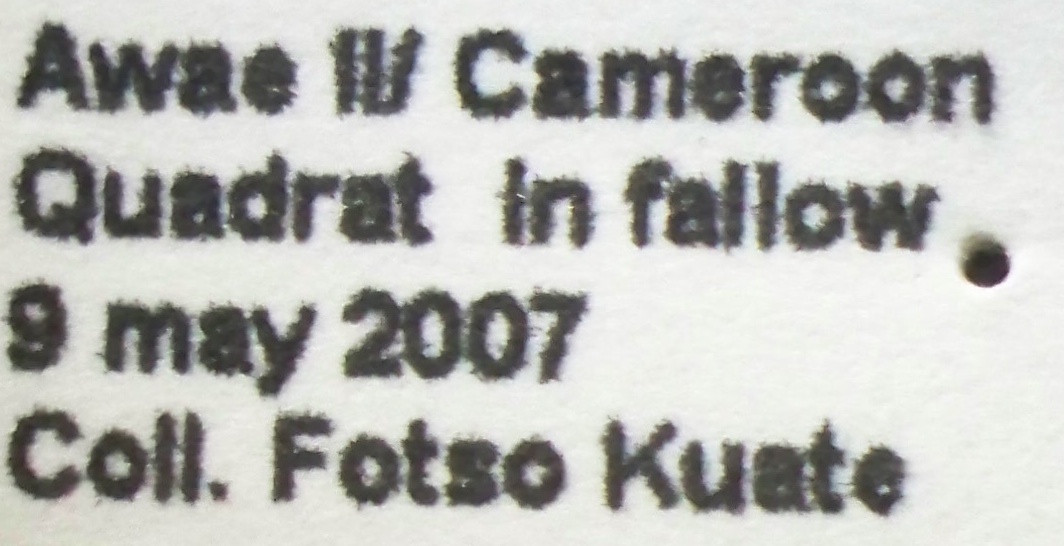 Awae II/ Cameroon
Quadrat in fallow
9 may 2007
Coll. Fotso Kuate